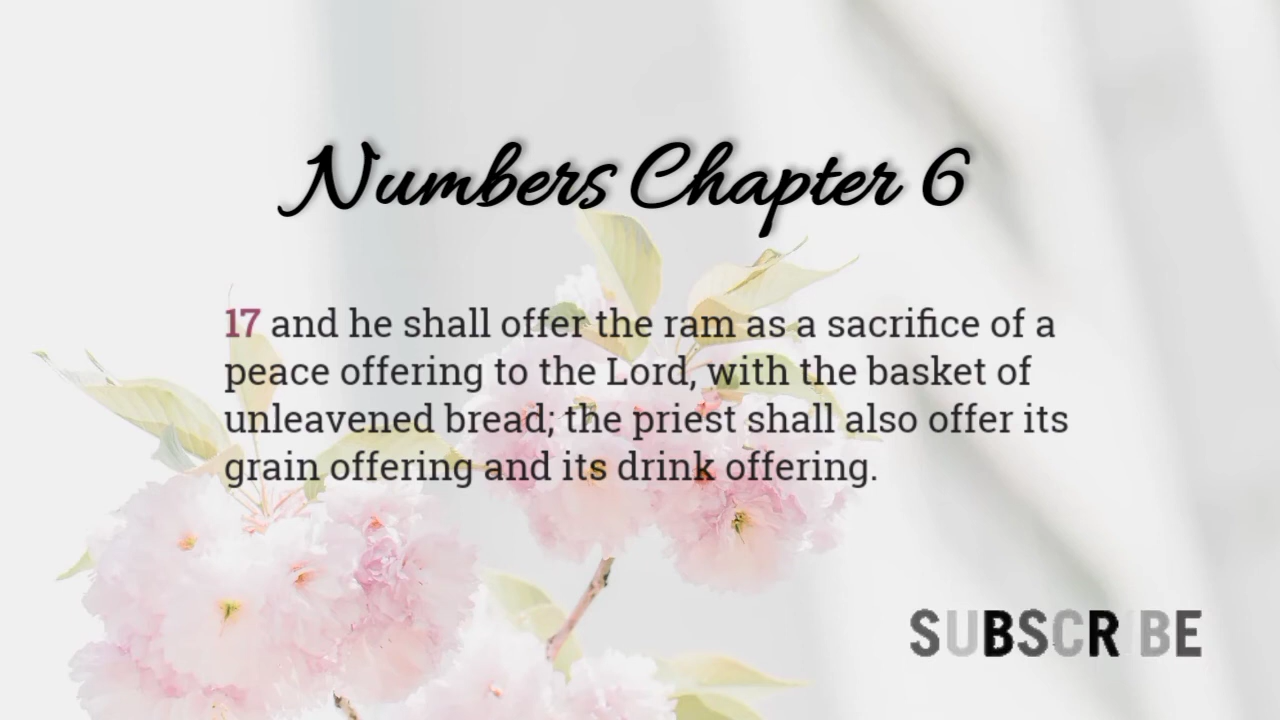 Numbers Chapter 6
17 and he shall offer the ram as a sacrifice of a
peace offering to the Lord, with the basket of
unleavened bread; the priest shall also offer its
grain offering and its drink offering.
SUBSCRIBE